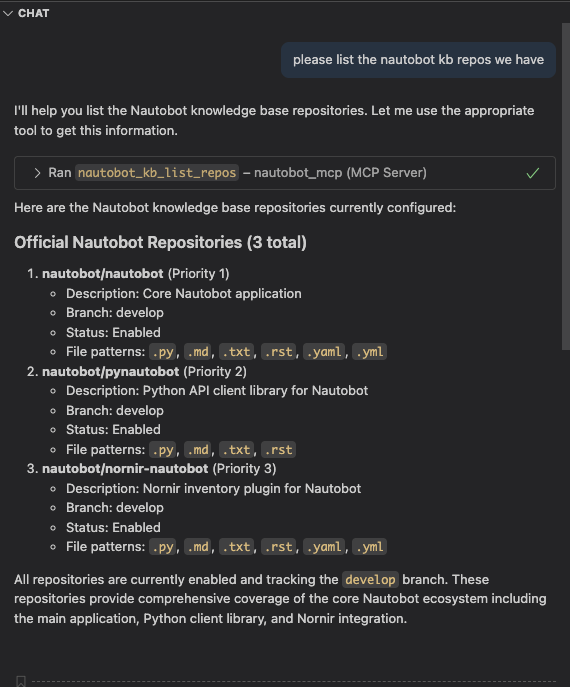 CHAT
please list the nautobot kb repos we have
I'll help you list the Nautobot knowledge base repositories. Let me use the appropriate
tool to get this information.
Ran nautobot_kb_list_repos – nautobot_mcp (MCP Server)
Here are the Nautobot knowledge base repositories currently configured:
Official Nautobot Repositories (3 total)
1. nautobot/nautobot (Priority 1)
Description: Core Nautobot application
Branch: develop
Status: Enabled
File patterns: .py, .md, .txt, .rst, .yaml, .yml
2. nautobot/pynautobot (Priority 2)
Description: Python API client library for Nautobot
Branch: develop
Status: Enabled
File patterns: .py, .md, .txt, .rst
3. nautobot/nornir-nautobot (Priority 3)
Description: Nornir inventory plugin for Nautobot
Branch: develop
Status: Enabled
File patterns: .py, .md, .txt, .rst, .yaml, .yml
All repositories are currently enabled and tracking the develop branch. These
repositories provide comprehensive coverage of the core Nautobot ecosystem including
the main application, Python client library, and Nornir integration.